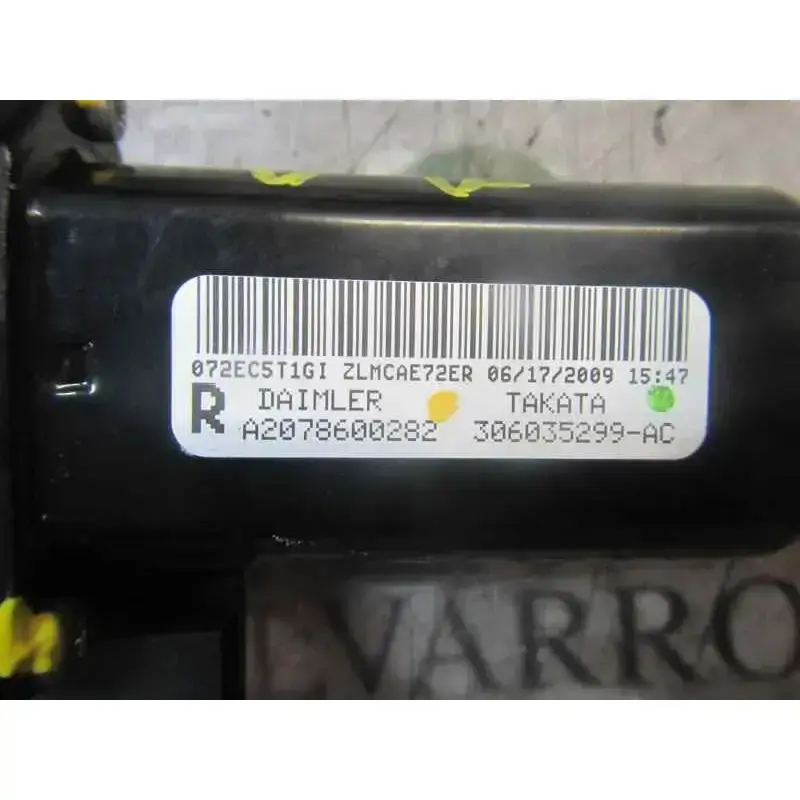 072EC5T1GI ZLMCAE72ER 06/17/2009 15:47
R DAIMLER TAKATA
A2078600282 306035299-AC
VARRO